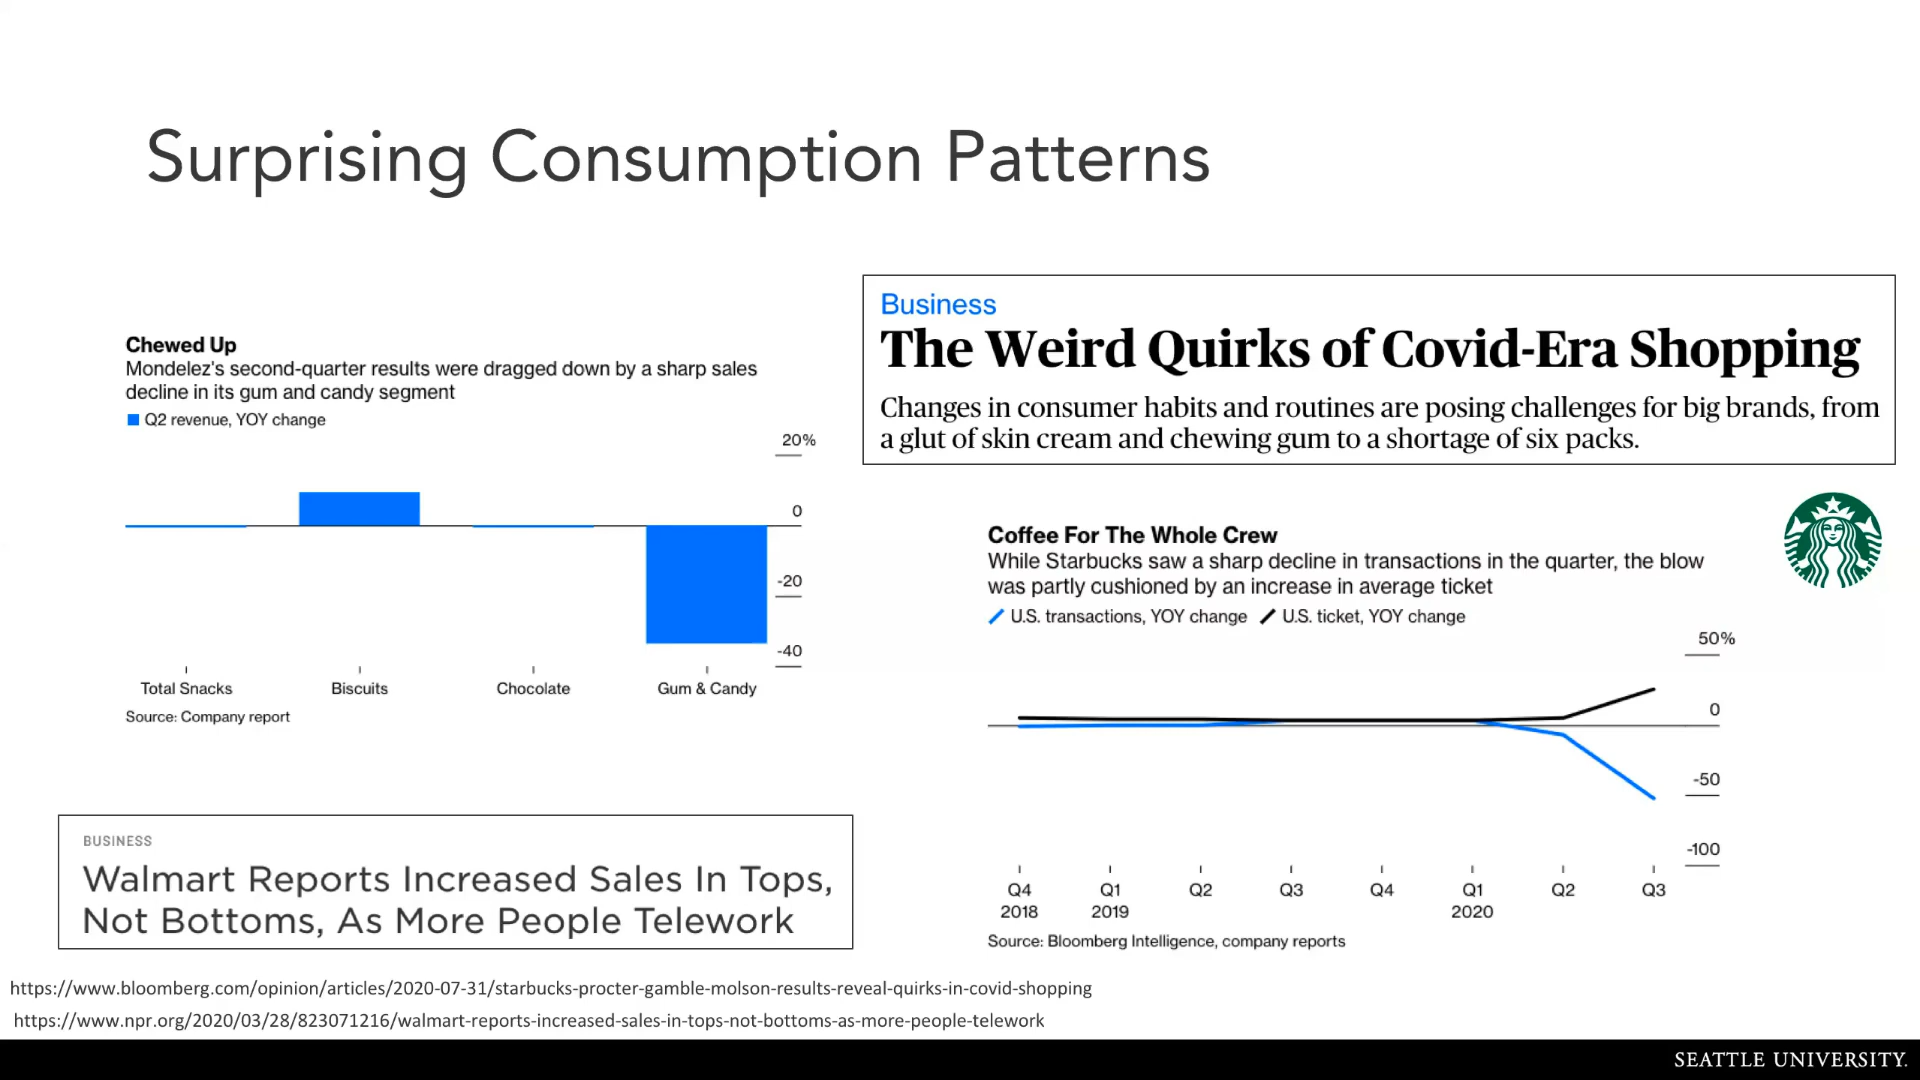 Surprising Consumption Patterns
Chewed Up
Mondelez's second-quarter results were dragged down by a sharp sales
decline in its gum and candy segment
Q2 revenue, YOY change
20%
0
-20
-40
Total Snacks Biscuits Chocolate Gum & Candy
Source: Company report
Business
The Weird Quirks of Covid-Era Shopping
Changes in consumer habits and routines are posing challenges for big brands, from
a glut of skin cream and chewing gum to a shortage of six packs.
Coffee For The Whole Crew
While Starbucks saw a sharp decline in transactions in the quarter, the blow
was partly cushioned by an increase in average ticket
U.S. transactions, YOY change U.S. ticket, YOY change
50%
0
-50
-100
Q4 Q1 Q2 Q3 Q4 Q1 Q2 Q3
2018 2019 2020
Source: Bloomberg Intelligence, company reports
BUSINESS
Walmart Reports Increased Sales In Tops,
Not Bottoms, As More People Telework
https://www.bloomberg.com/opinion/articles/2020-07-31/starbucks-procter-gamble-molson-results-reveal-quirks-in-covid-shopping
https://www.npr.org/2020/03/28/823071216/walmart-reports-increased-sales-in-tops-not-bottoms-as-more-people-telework
SEATTLE UNIVERSITY.